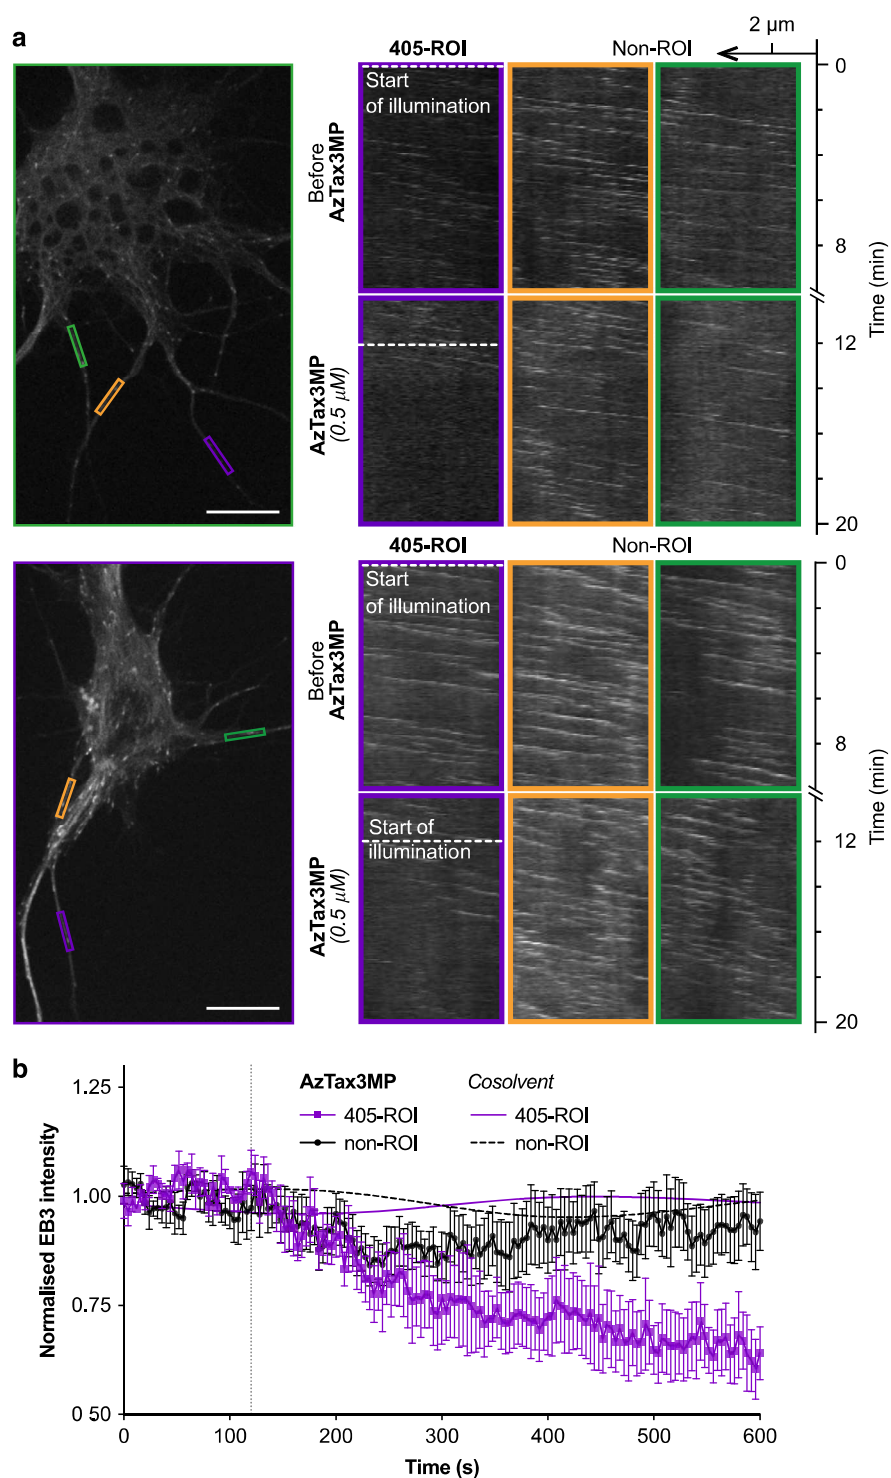 a
2 μm
405-ROI
Non-ROI
0
Start
of illumination
Before
AzTax3MP
8
Time (min)
12
AzTax3MP
(0.5 μM)
20
405-ROI
Non-ROI
0
Start
of illumination
Before
AzTax3MP
8
Time (min)
Start of
illumination
12
AzTax3MP
(0.5 μM)
20
b
1.25
AzTax3MP
Cosolvent
405-ROI
405-ROI
non-ROI
non-ROI
1.00
Normalised EB3 intensity
0.75
0 50
0
100
200
300
400
500
600
Time (s)